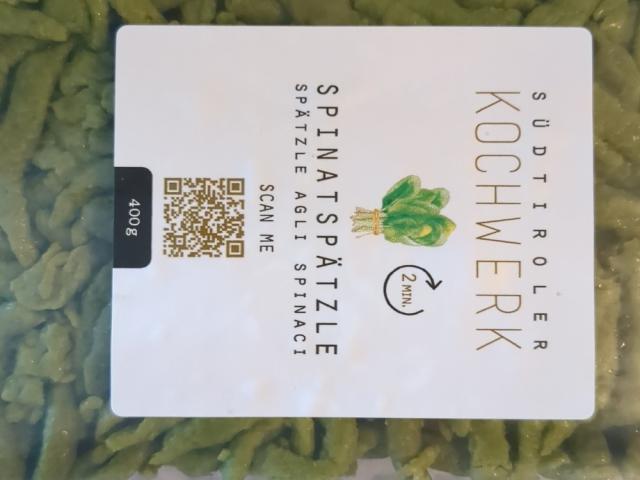 SÜDTIROLER
KOCHWERK
2 MIN.
SPINATSPÄTZLE
SPÄTZLE AGLI SPINACI
SCAN ME
400g